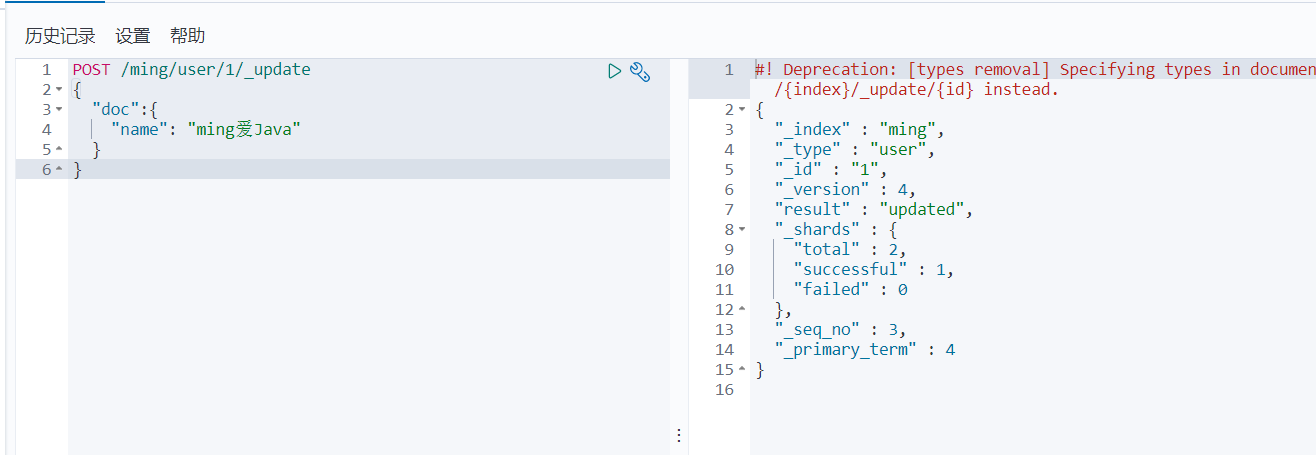 历史记录 设置 帮助
1 POST /ming/user/1/_update
2 {
3 "doc":{
4 "name": "ming爱Java"
5 }
6 }
1 #! Deprecation: [types removal] Specifying types in documen
/{index}/_update/{id} instead.
2 {
3 "_index" : "ming",
4 "_type" : "user",
5 "_id" : "1",
6 "_version" : 4,
7 "result" : "updated",
8 "_shards" : {
9 "total" : 2,
10 "successful" : 1,
11 "failed" : 0
12 },
13 "_seq_no" : 3,
14 "_primary_term" : 4
15 }
16